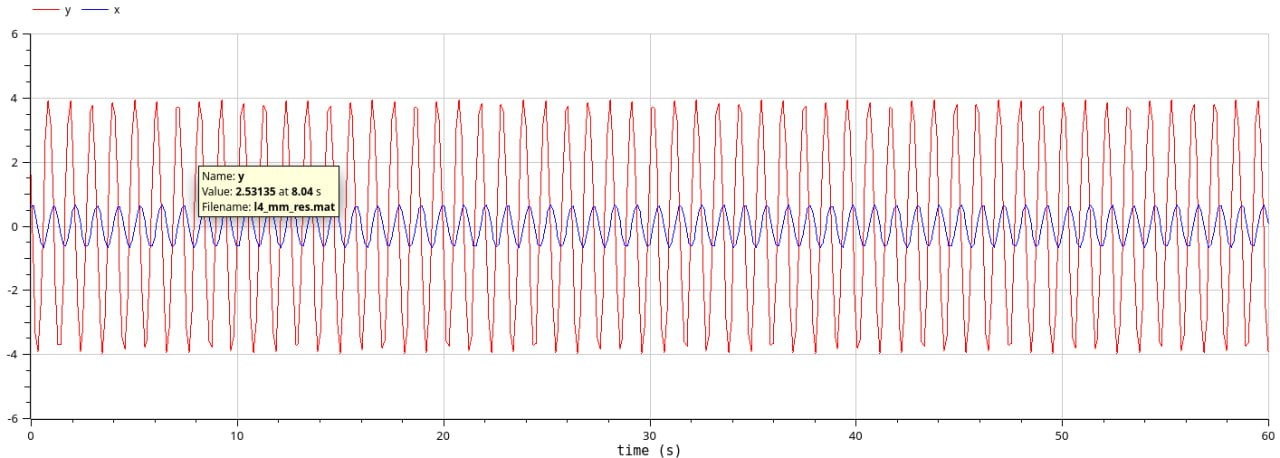 y x
6
4
Name: y
2
Value: 2.53135 at 8.04 s
Filename: l4_mm_res.mat
0
-2
-4
-6
0 10 20 30 40 50 60
time (s)